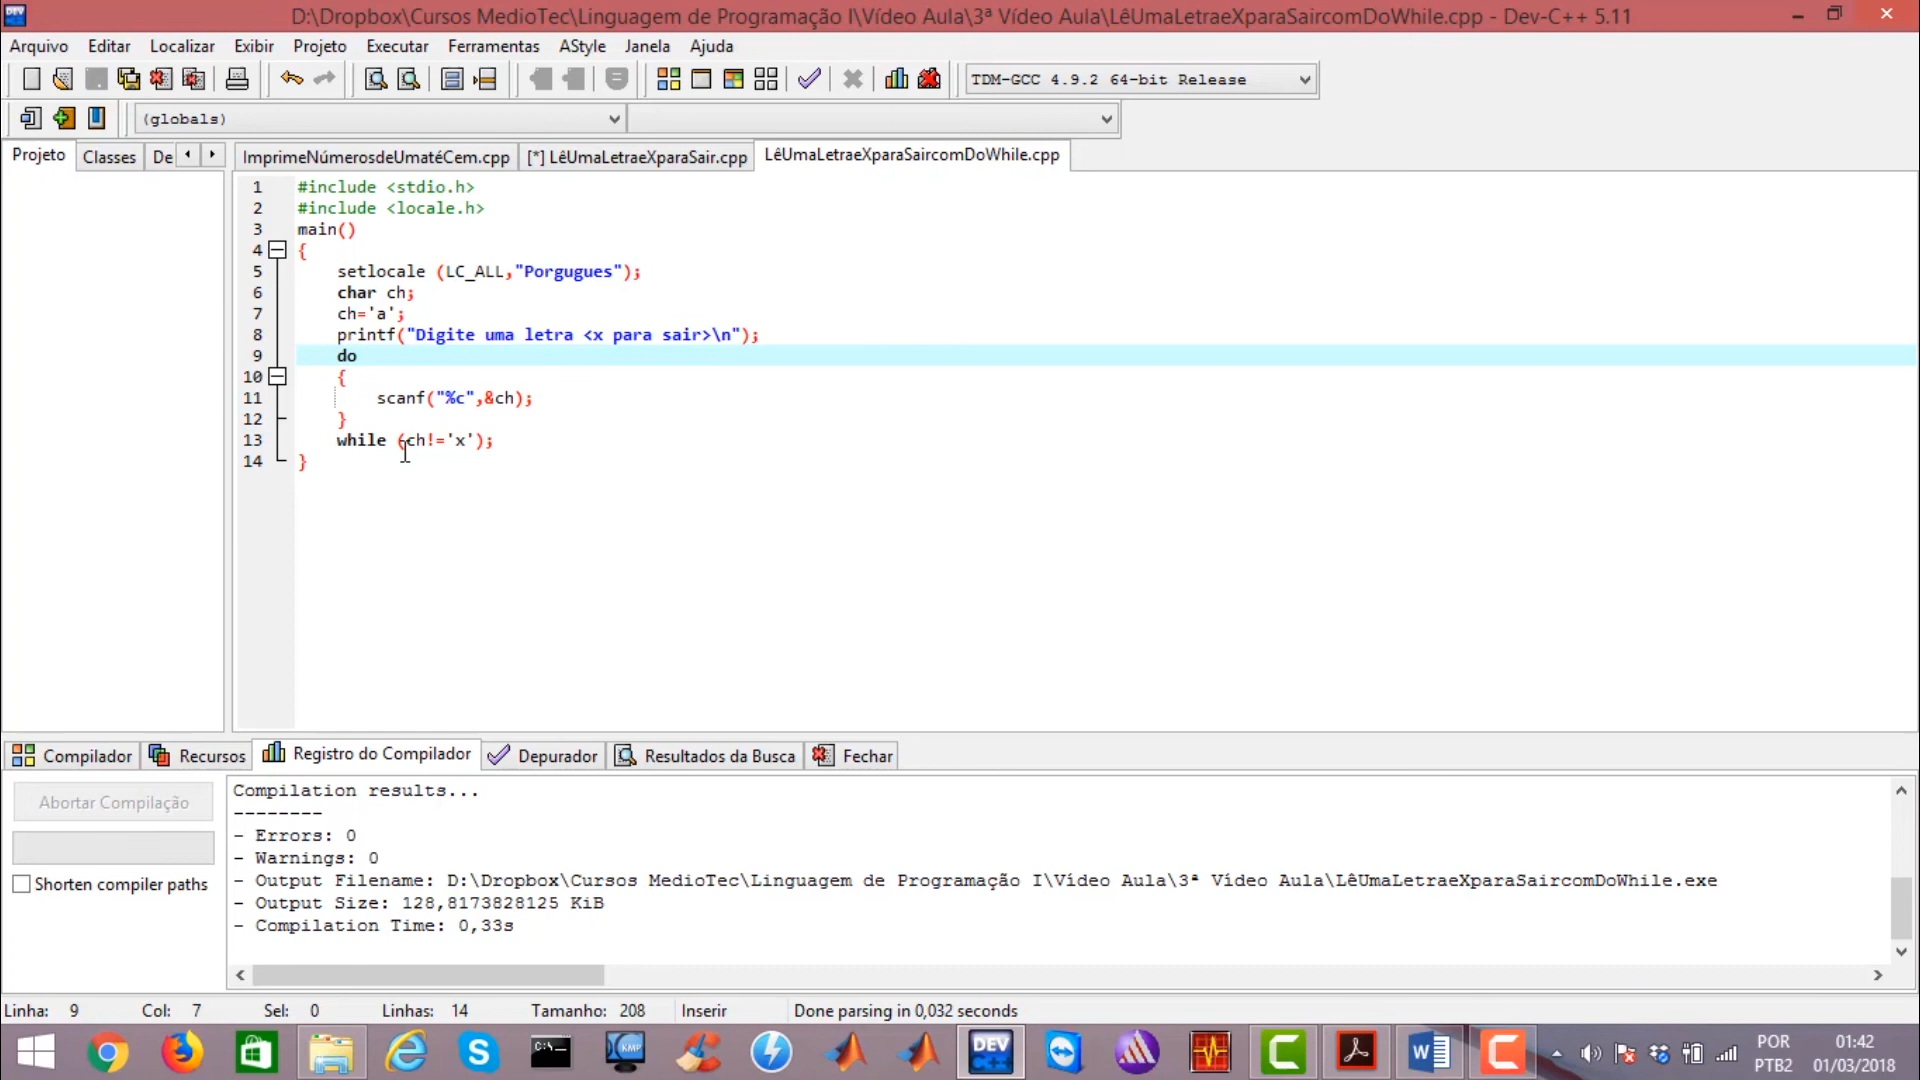 D:\Dropbox\Cursos MedioTec\Linguagem de Programação I\Vídeo Aula\3ª Vídeo Aula\LêUmaLetraeXparaSaircomDoWhile.cpp - Dev-C++ 5.11
Arquivo Editar Localizar Exibir Projeto Executar Ferramentas AStyle Janela Ajuda
TDM-GCC 4.9.2 64-bit Release
(globals)
Projeto Classes De ImprimeNúmerosdeUmatéCem.cpp [*] LêUmaLetraeXparaSair.cpp LêUmaLetraeXparaSaircomDoWhile.cpp
1 #include <stdio.h>
2 #include <locale.h>
3 main()
4 {
5 setlocale (LC_ALL,"Porgugues");
6 char ch;
7 ch='a';
8 printf("Digite uma letra <x para sair>\n");
9 do
10 {
11 scanf("%c",&ch);
12 }
13 while (ch!='x');
14 }
Compilador Recursos Registro do Compilador Depurador Resultados da Busca Fechar
Abortar Compilação
Shorten compiler paths
Compilation results...
--------
- Errors: 0
- Warnings: 0
- Output Filename: D:\Dropbox\Cursos MedioTec\Linguagem de Programação I\Vídeo Aula\3ª Vídeo Aula\LêUmaLetraeXparaSaircomDoWhile.exe
- Output Size: 128,8173828125 KiB
- Compilation Time: 0,33s
Linha: 9 Col: 7 Sel: 0 Linhas: 14 Tamanho: 208 Inserir Done parsing in 0,032 seconds
POR 01:42
PTB2 01/03/2018